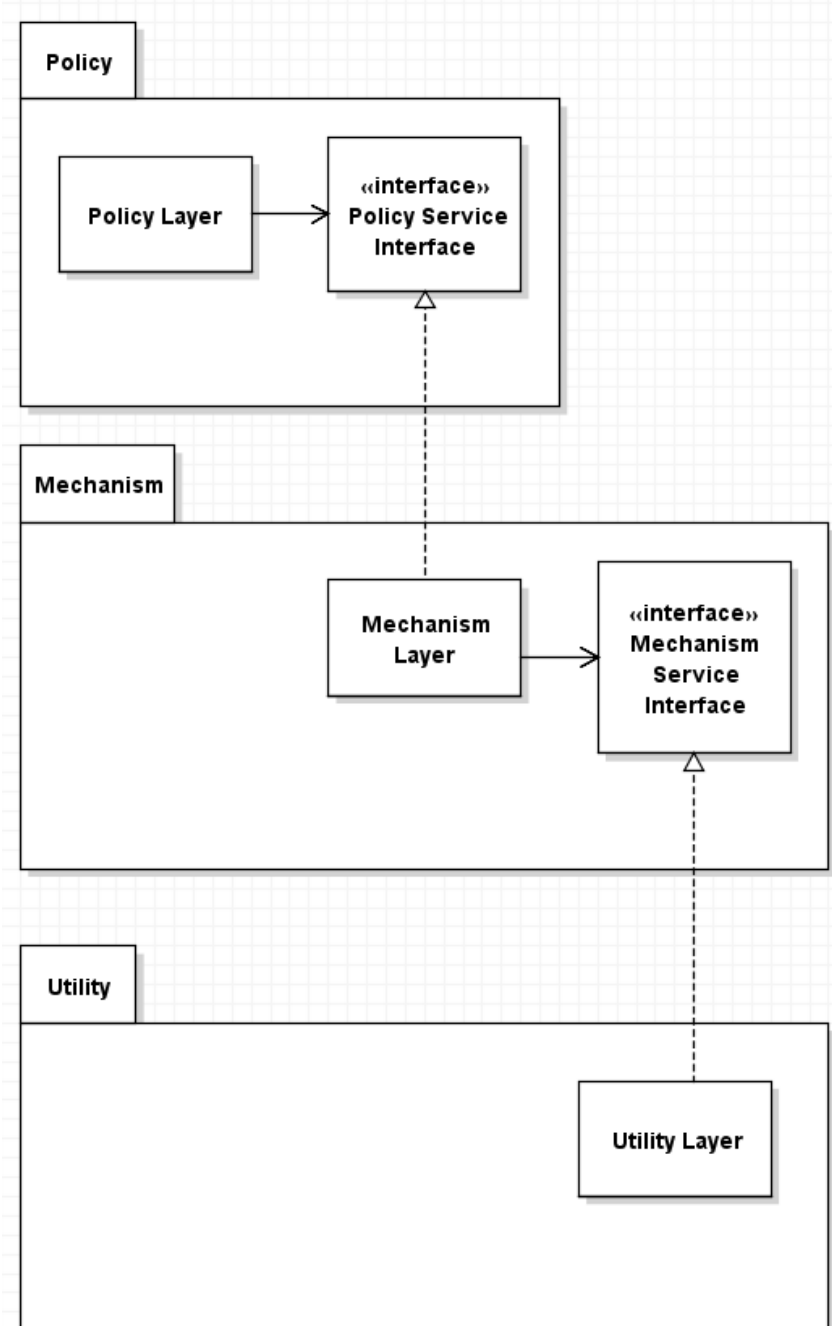 Policy
Policy Layer
«interface»
Policy Service
Interface
Mechanism
Mechanism
Layer
«interface»
Mechanism
Service
Interface
Utility
Utility Layer